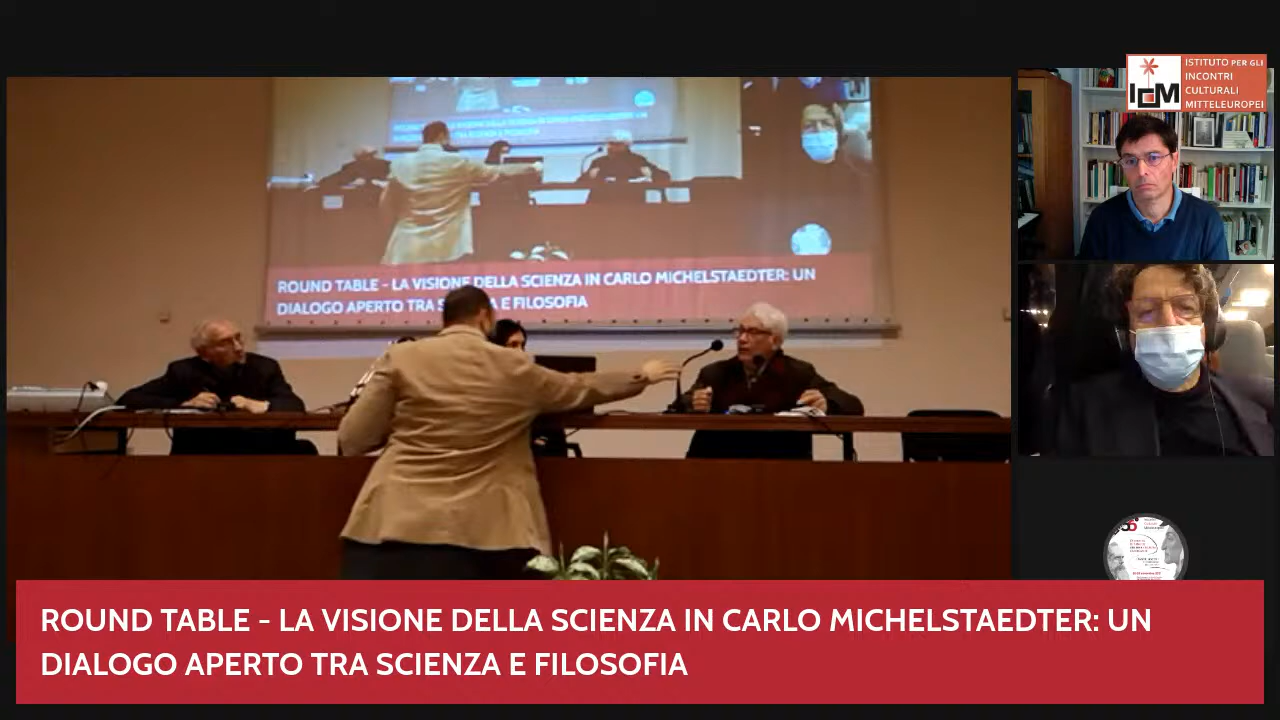 ISTITUTO PER GLI
INCONTRI
CULTURALI
MITTELEUROPEI
ICM
ROUND TABLE - LA VISIONE DELLA SCIENZA IN CARLO MICHELSTAEDTER: UN
DIALOGO APERTO TRA SCIENZA E FILOSOFIA
ROUND TABLE - LA VISIONE DELLA SCIENZA IN CARLO MICHELSTAEDTER: UN
DIALOGO APERTO TRA SCIENZA E FILOSOFIA